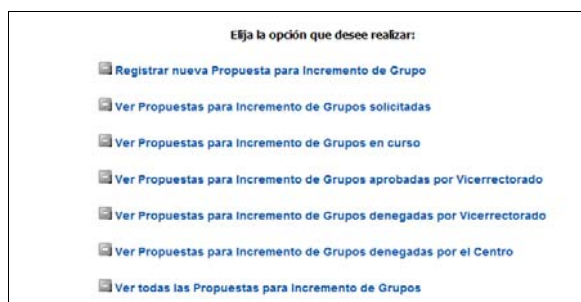 Elija la opción que desee realizar:
Registrar nueva Propuesta para Incremento de Grupo
Ver Propuestas para Incremento de Grupos solicitadas
Ver Propuestas para Incremento de Grupos en curso
Ver Propuestas para Incremento de Grupos aprobadas por Vicerrectorado
Ver Propuestas para Incremento de Grupos denegadas por Vicerrectorado
Ver Propuestas para Incremento de Grupos denegadas por el Centro
Ver todas las Propuestas para Incremento de Grupos